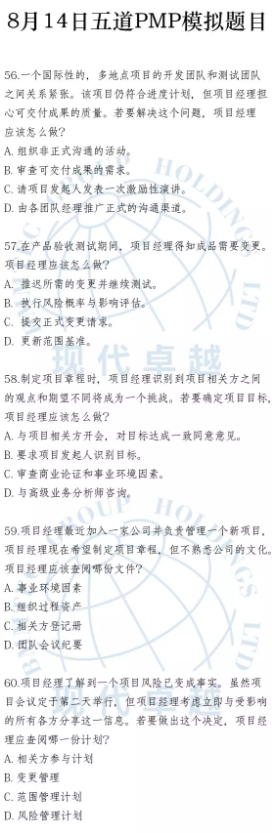 8月14日五道PMP模拟题目
56.一个国际性的，多地点项目的开发团队和测试团队
之间关系紧张。该项目仍符合进度计划，但项目经理担
心可交付成果的质量。若要解决这个问题，项目经理
应该怎么做?
A. 组织非正式沟通的活动。
B. 审查可交付成果的需求。
C. 请项目发起人发表一次激励性演讲。
D. 由各团队经理推广正式的沟通渠道。
57.在产品验收测试期间，项目经理得知成品需要变更。
项目经理应该怎么做?
A. 推迟所需的变更并继续测试。
B. 执行风险概率与影响评估。
C. 提交正式变更请求。
D. 更新范围基准。
现代卓越
58.制定项目章程时，项目经理识别到项目相关方之间
的观点和期望不同将成为一个挑战。若要确定项目目标，
项目经理应该怎么做?
A. 与项目相关方开会，对目标达成一致同意意见。
B. 要求项目发起人识别目标。
C. 审查商业论证和事业环境因素。
D. 与高级业务分析师咨询。
GROUP HOLDINGS LTD
59.项目经理最近加入一家公司并负责管理一个新项目，
项目经理现在希望制定项目章程，但不熟悉公司的文化。
项目经理应该查阅哪份文件?
A. 事业环境因素
B. 组织过程资产
C. 相关方登记册
D. 团队会议纪要
60.项目经理了解到一个项目风险已变成事实。虽然项
目会议定于第二天举行，但项目经理考虑立即与受影响
的所有各方分享这一信息。若要做出这个决定，项目经
理应查阅哪一份计划?
A. 相关方参与计划
B. 变更管理
C. 范围管理计划
D. 风险管理计划